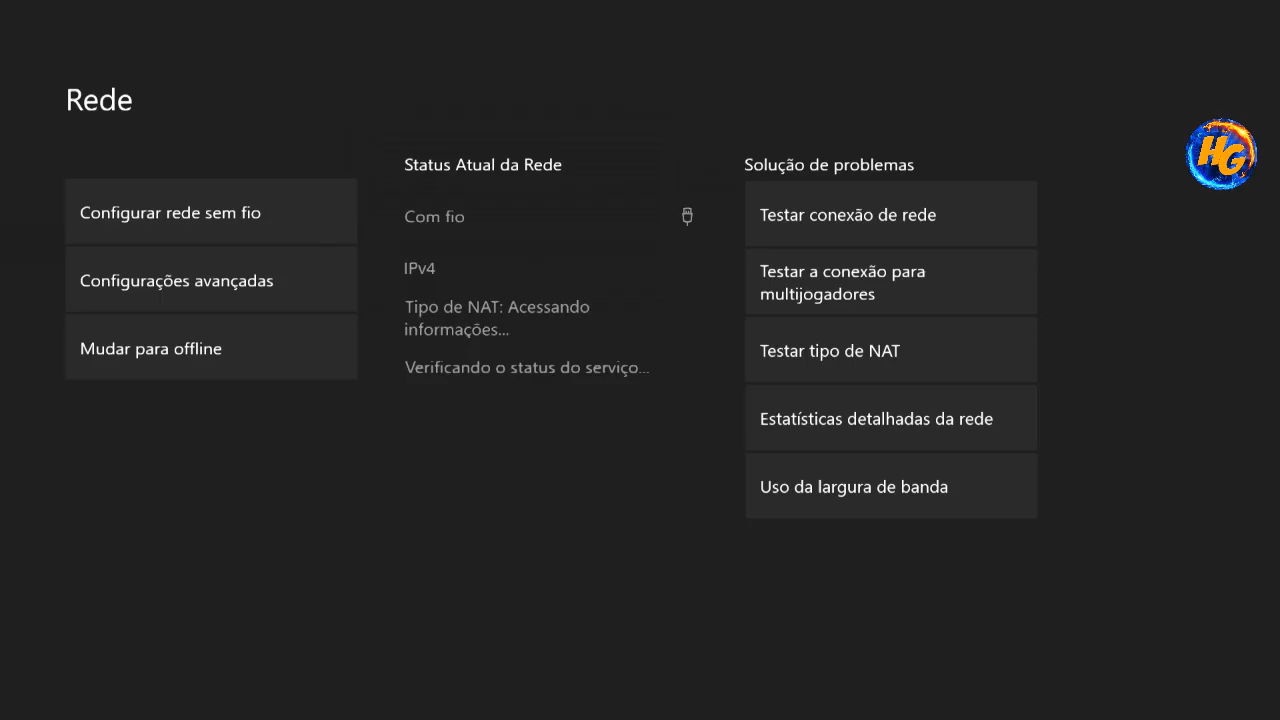 Rede
Configurar rede sem fio
Configurações avançadas
Mudar para offline
Status Atual da Rede
Com fio
IPv4
Tipo de NAT: Acessando
informações...
Verificando o status do serviço...
Solução de problemas
Testar conexão de rede
Testar a conexão para
multijogadores
Testar tipo de NAT
Estatísticas detalhadas da rede
Uso da largura de banda
HG